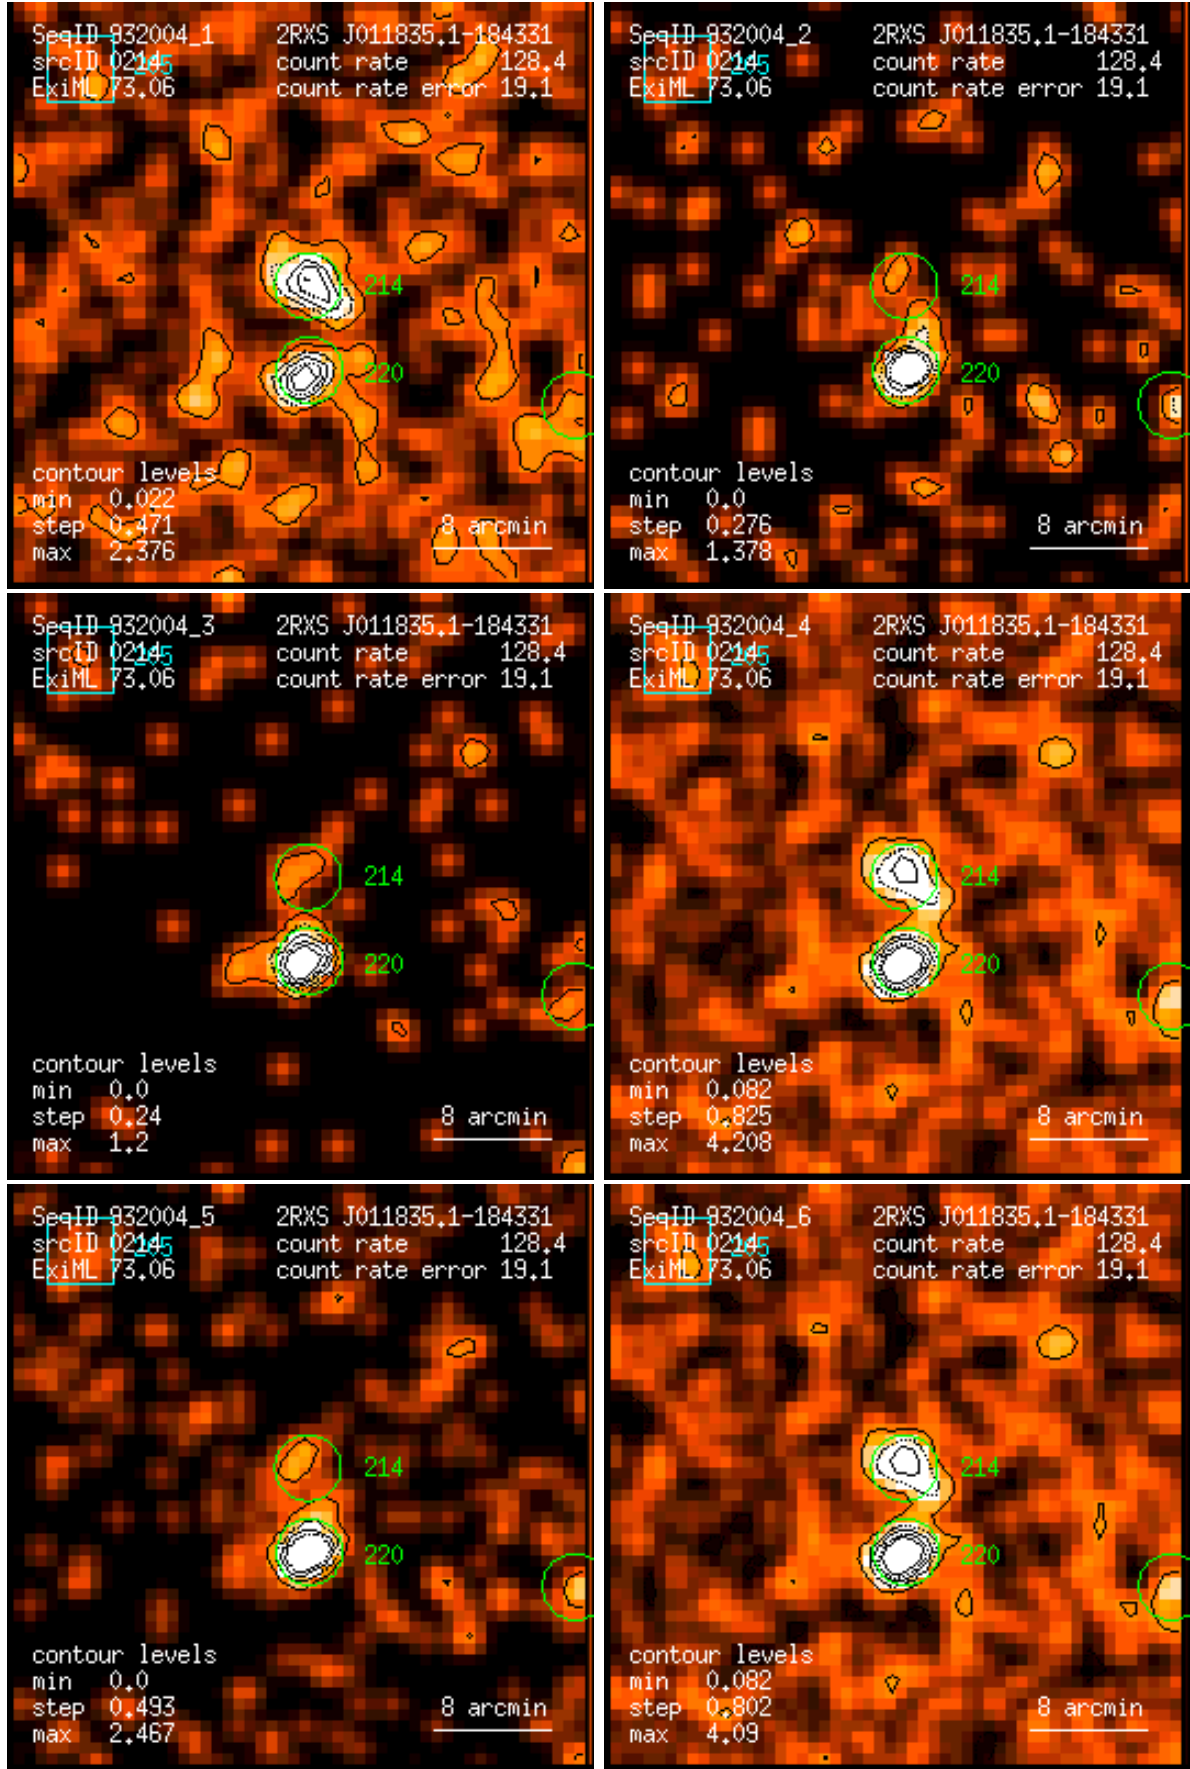 SeqID 932004_1 2RXS J011835.1-184331
srcID 0214 205 count rate 128.4
ExiML 73.06 count rate error 19.1
214
220
contour levels
min 0.022
step 0.471 8 arcmin
max 2.376
SeqID 932004_2 2RXS J011835.1-184331
srcID 0214 205 count rate 128.4
ExiML 73.06 count rate error 19.1
214
220
contour levels
min 0.0
step 0.276 8 arcmin
max 1.378
SeqID 932004_3 2RXS J011835.1-184331
srcID 0214 205 count rate 128.4
ExiML 73.06 count rate error 19.1
214
220
contour levels
min 0.0
step 0.24 8 arcmin
max 1.2
SeqID 932004_4 2RXS J011835.1-184331
srcID 0214 205 count rate 128.4
ExiML 73.06 count rate error 19.1
214
220
contour levels
min 0.082
step 0.825 8 arcmin
max 4.208
SeqID 932004_5 2RXS J011835.1-184331
srcID 0214 205 count rate 128.4
ExiML 73.06 count rate error 19.1
214
220
contour levels
min 0.0
step 0.493 8 arcmin
max 2.467
SeqID 932004_6 2RXS J011835.1-184331
srcID 0214 205 count rate 128.4
ExiML 73.06 count rate error 19.1
214
220
contour levels
min 0.082
step 0.802 8 arcmin
max 4.09